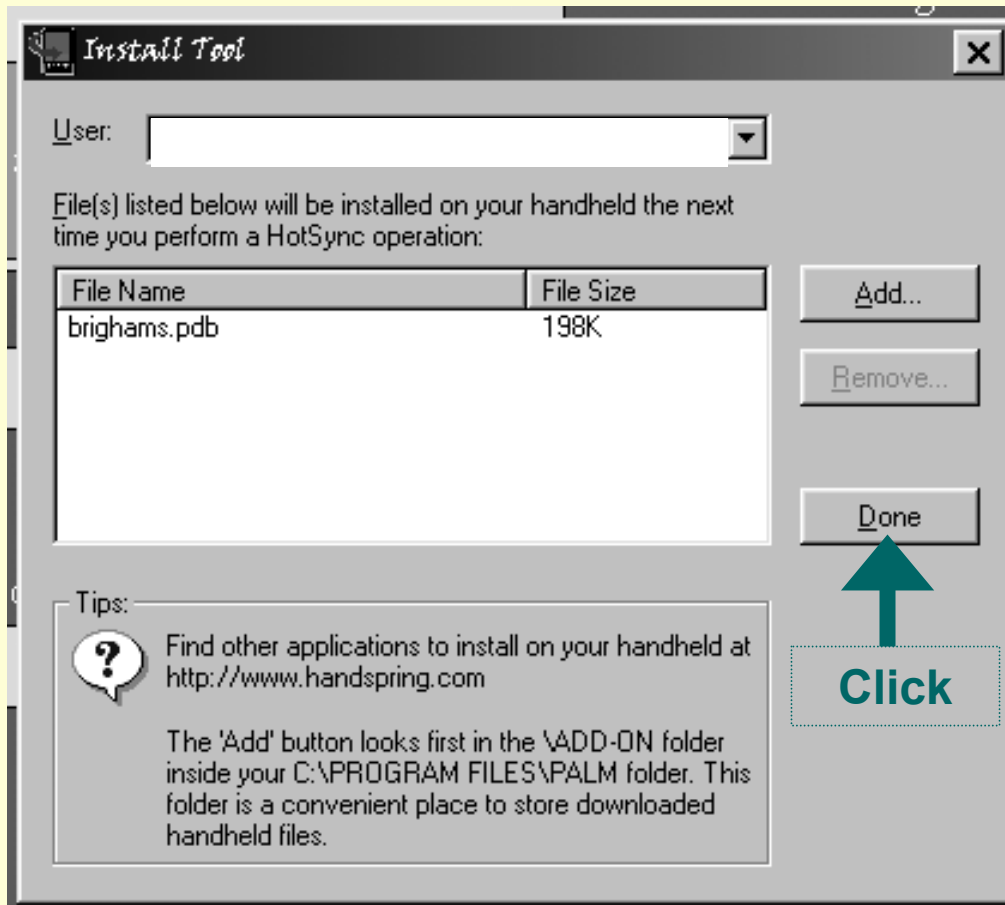 Install Tool
User:
File(s) listed below will be installed on your handheld the next
time you perform a HotSync operation:
File Name File Size
brighams.pdb 198K
Add...
Remove...
Done
Click
Tips:
?
Find other applications to install on your handheld at
http://www.handspring.com
The 'Add' button looks first in the \ADD-ON folder
inside your C:\PROGRAM FILES\PALM folder. This
folder is a convenient place to store downloaded
handheld files.